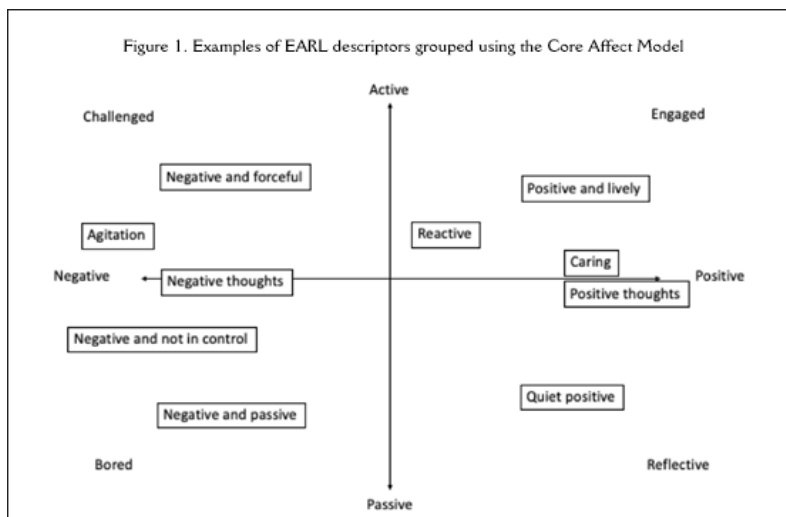 Figure 1. Examples of EARL descriptors grouped using the Core Affect Model
Active
Challenged
Engaged
Negative and forceful
Positive and lively
Agitation
Reactive
Caring
Negative
Negative thoughts
Positive
Positive thoughts
Negative and not in control
Quiet positive
Negative and passive
Bored
Reflective
Passive